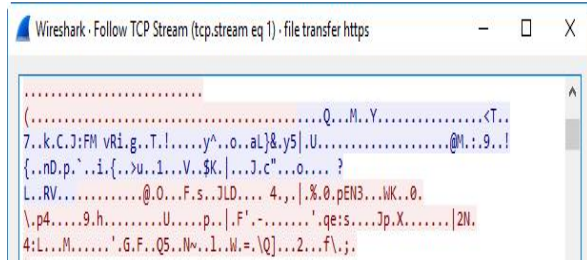 Wireshark · Follow TCP Stream (tcp.stream eq 1) · file transfer https
...........................
(.........................................Q...M..Y................<T..
7..k.C.J:FM vRi.g..T.!.....y^..o..aL}&.y5|.U....................@M.:.9..!
{..nD.p.`..i.{..>u..1...V..$K.|...J.c"...o.... ?
L..RV...........@.O...F.s..JLD.... 4.,.|.%.0.pEN3...WK..0.
\.p4.....9.h.........U.....p..|.F'.-.......'.qe:s....Jp.X.......|2N.
4:L...M......'.G.F..Q5..N~..l..W.=.\Q]...2...f\.;.